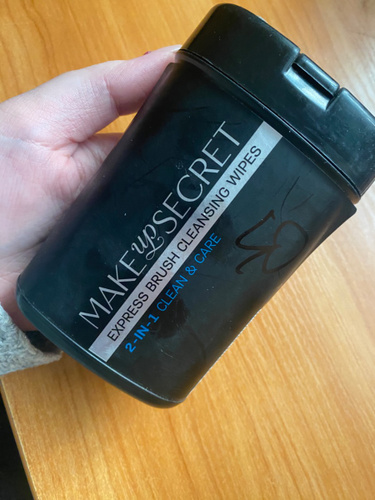 MAKE up SECRET
EXPRESS BRUSH CLEANSING WIPES
2-IN-1 CLEAN & CARE